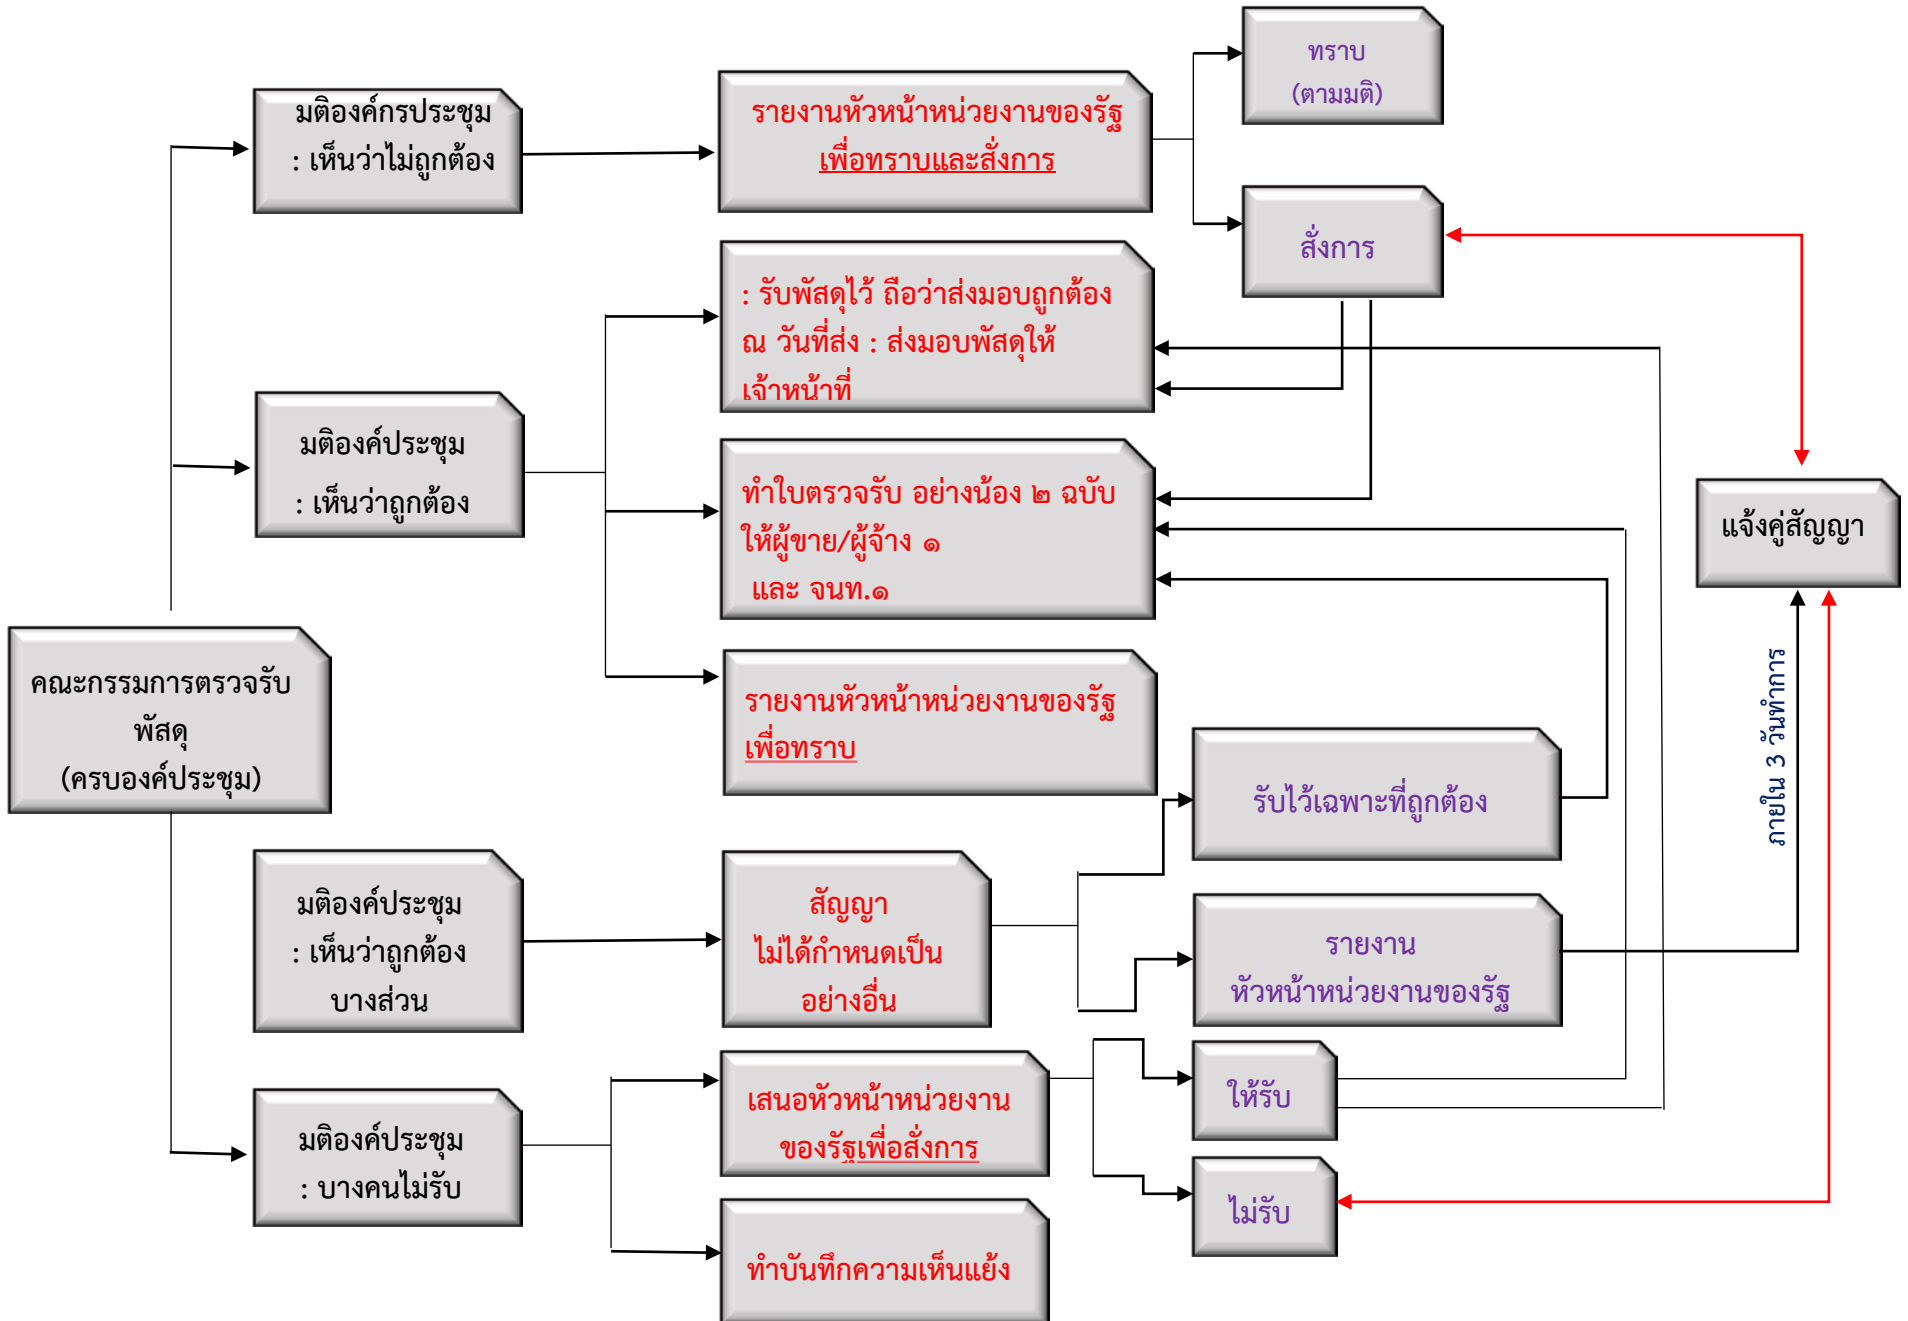 ทราบ
(ตามมติ)
มติองค์กรประชุม
: เห็นว่าไม่ถูกต้อง
รายงานหัวหน้าหน่วยงานของรัฐ
เพื่อทราบและสั่งการ
สั่งการ
: รับพัสดุไว้ ถือว่าส่งมอบถูกต้อง
ณ วันที่ส่ง : ส่งมอบพัสดุให้
เจ้าหน้าที่
มติองค์ประชุม
: เห็นว่าถูกต้อง
ทำใบตรวจรับ อย่างน้อง ๒ ฉบับ
ให้ผู้ขาย/ผู้จ้าง ๑
และ จนท.๑
แจ้งคู่สัญญา
คณะกรรมการตรวจรับ
พัสดุ
(ครบองค์ประชุม)
รายงานหัวหน้าหน่วยงานของรัฐ
เพื่อทราบ
ภายใน 3 วันทำการ
รับไว้เฉพาะที่ถูกต้อง
มติองค์ประชุม
: เห็นว่าถูกต้อง
บางส่วน
สัญญา
ไม่ได้กำหนดเป็น
อย่างอื่น
รายงาน
หัวหน้าหน่วยงานของรัฐ
มติองค์ประชุม
: บางคนไม่รับ
เสนอหัวหน้าหน่วยงาน
ของรัฐเพื่อสั่งการ
ให้รับ
ไม่รับ
ทำบันทึกความเห็นแย้ง